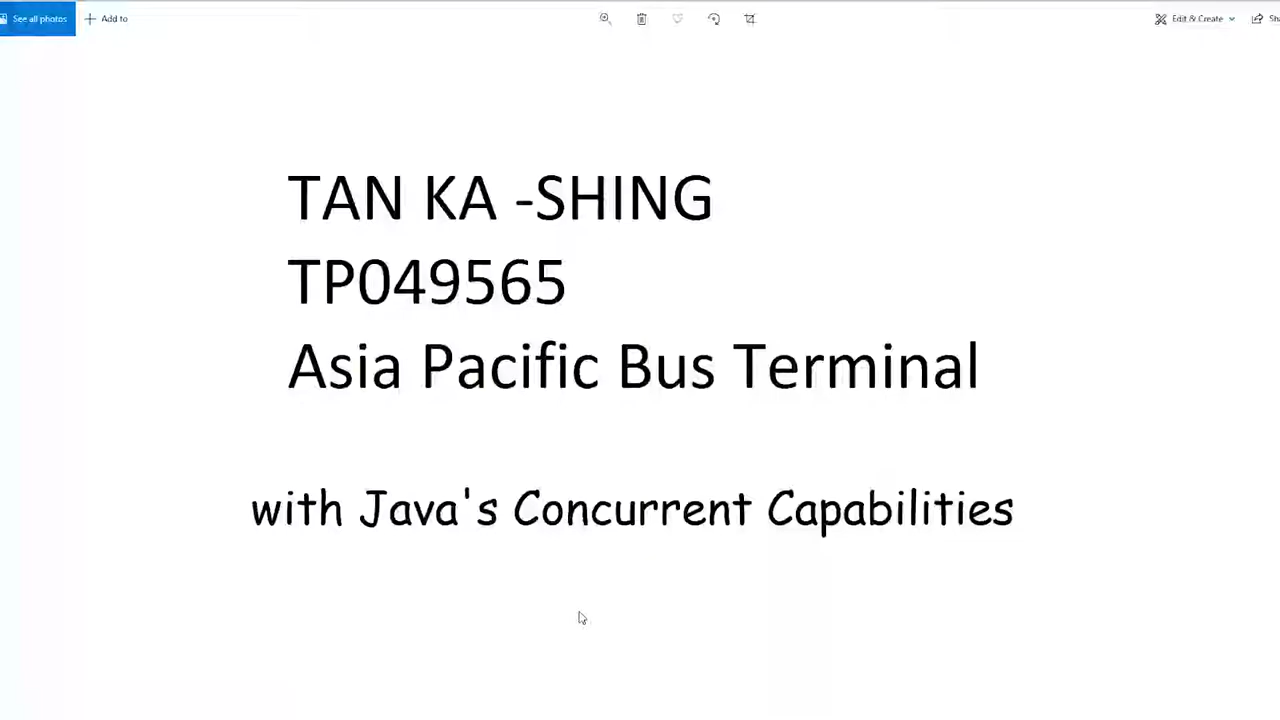 See all photos
Add to
Edit & Create
TAN KA -SHING
TP049565
Asia Pacific Bus Terminal
with Java's Concurrent Capabilities